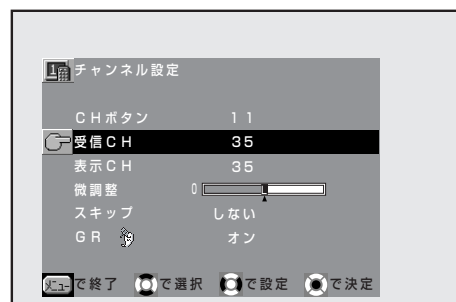 チャンネル設定
CHボタン 11
受信CH 35
表示CH 35
微調整 0
スキップ しない
GR オン
メニューで終了 で選択 で設定 で決定